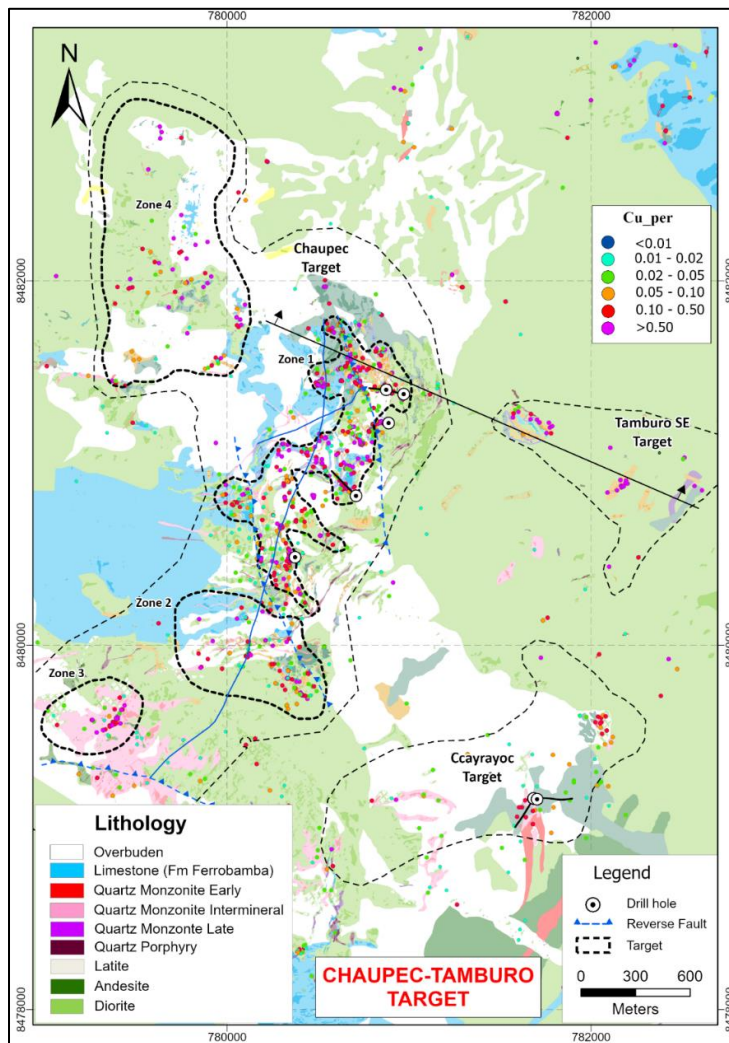 780000
782000
N
Zone 4
Cu_per
<0.01
0.01 - 0.02
0.02 - 0.05
0.05 - 0.10
0.10 - 0.50
>0.50
Chaupec
Target
8482000
8482000
Zone 1
Tamburo SE
Target
Zone 2
8480000
8480000
Zone 3
Ccayrayoc
Target
Lithology
Overbuden
Limestone (Fm Ferrobamba)
Quartz Monzonite Early
Quartz Monzonite Intermineral
Quartz Monzonte Late
Quartz Porphyry
Latite
Andesite
Diorite
Legend
Drill hole
Reverse Fault
Target
0 300 600
Meters
CHAUPEC-TAMBURO
TARGET
8478000
8478000
780000
782000